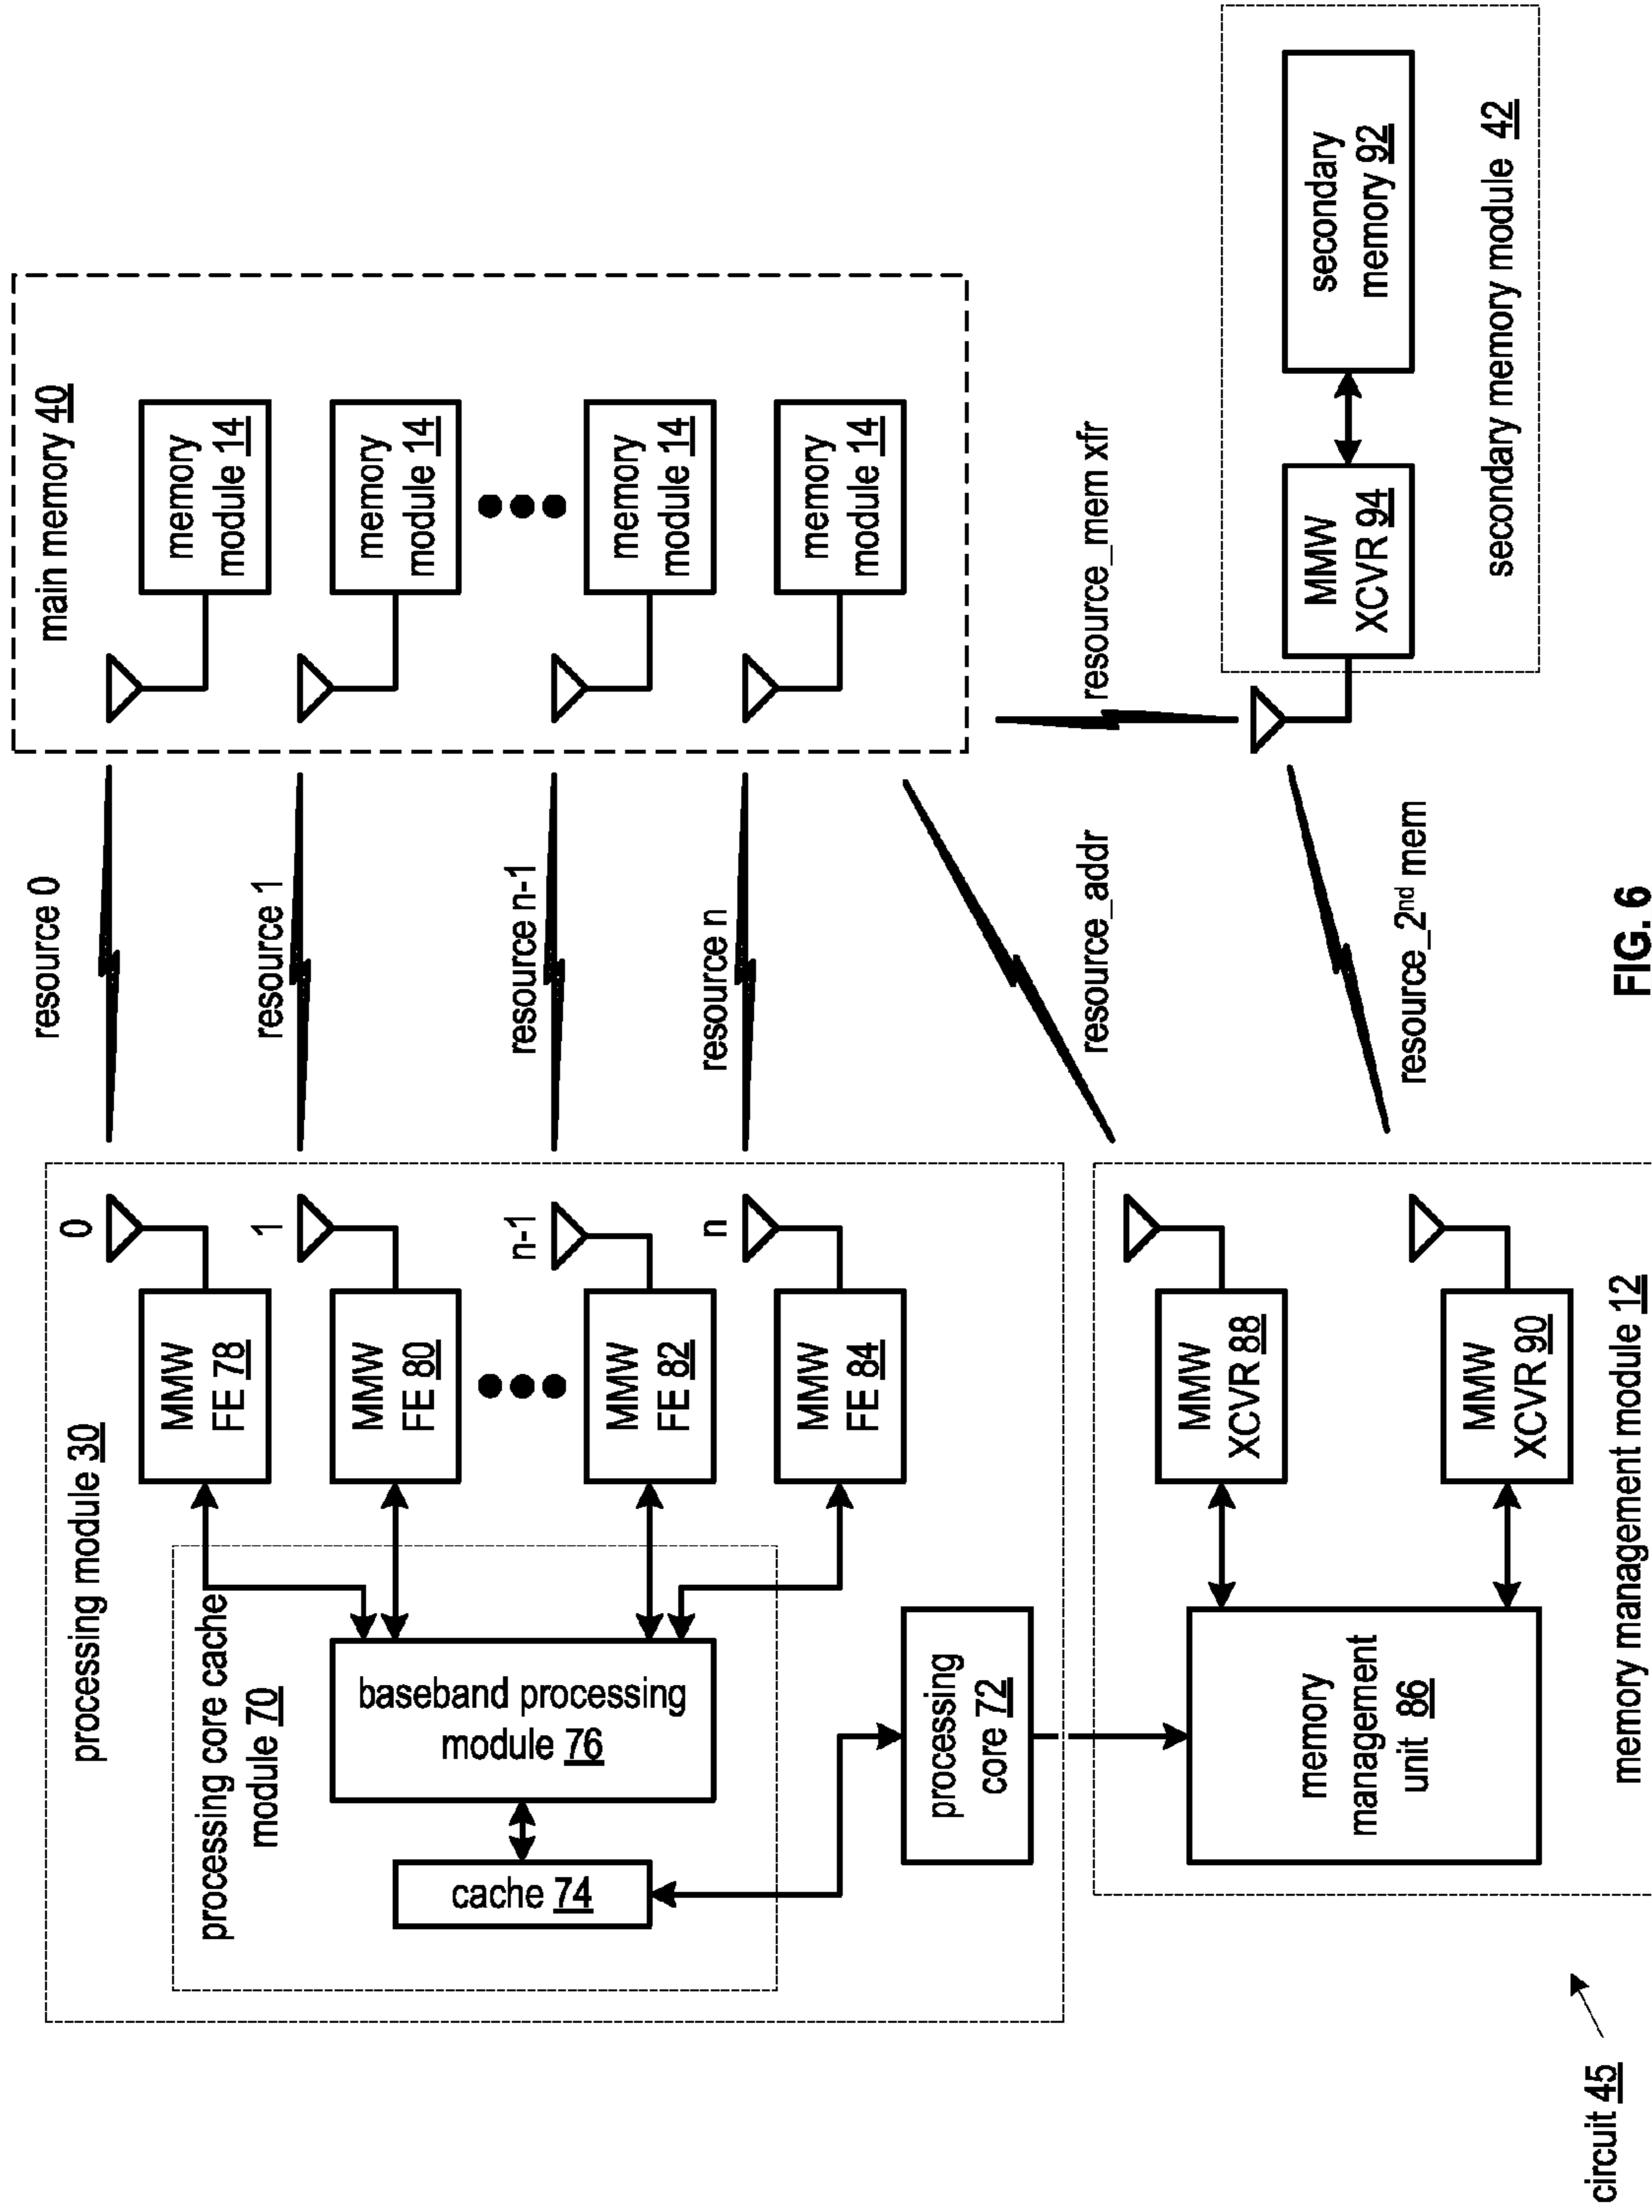 processing module 30
processing core cache
module 70
cache 74
baseband processing
module 76
processing
core 72
MMW
FE 78
MMW
FE 80
MMW
FE 82
MMW
FE 84
0
1
n-1
n
resource 0
resource 1
resource n-1
resource n
main memory 40
memory
module 14
memory
module 14
memory
module 14
memory
module 14
resource_addr
resource_mem xfr
resource_2nd mem
memory
management
unit 86
MMW
XCVR 88
MMW
XCVR 90
memory management module 12
MMW
XCVR 94
secondary
memory 92
secondary memory module 42
circuit 45
FIG. 6